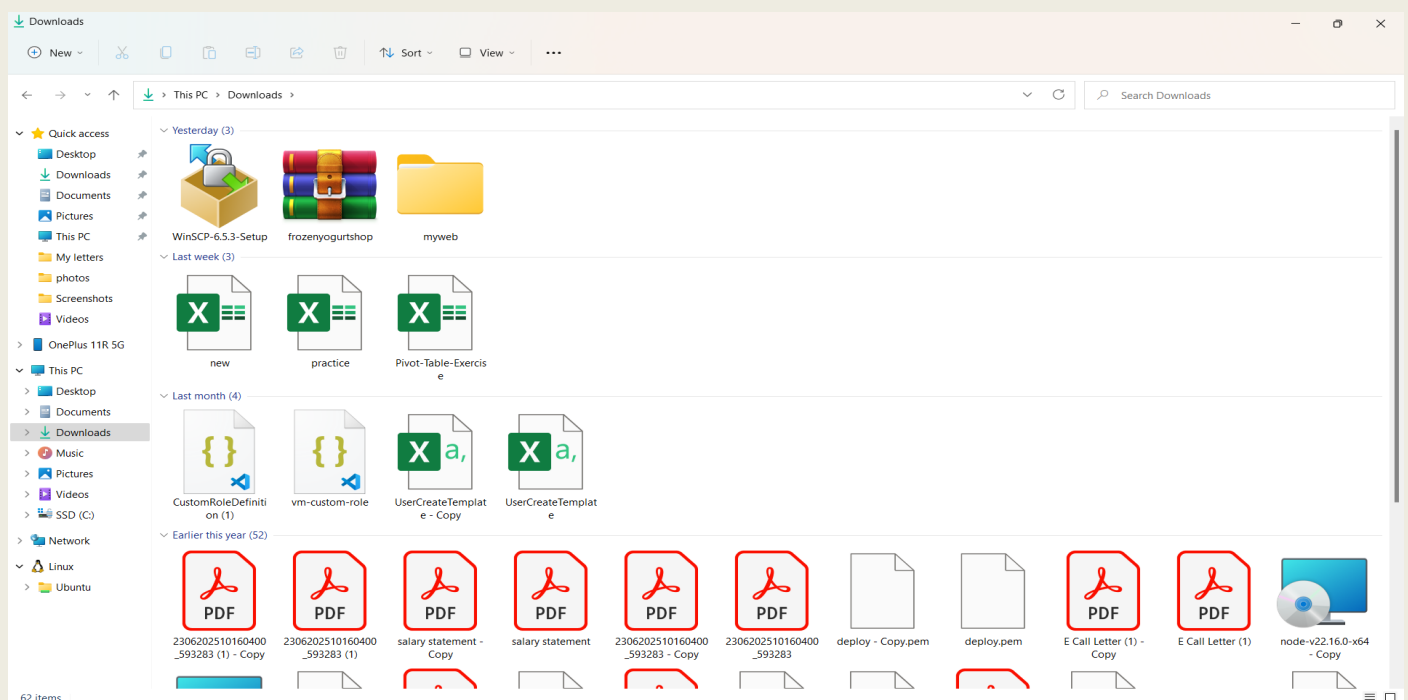 Downloads
New
Sort
View
This PC > Downloads >
Search Downloads
Quick access
Desktop
Downloads
Documents
Pictures
This PC
My letters
photos
Screenshots
Videos
OnePlus 11R 5G
This PC
Desktop
Documents
Downloads
Music
Pictures
Videos
SSD (C:)
Network
Linux
Ubuntu
Yesterday (3)
WinSCP-6.5.3-Setup
frozenyogurtshop
myweb
Last week (3)
new
practice
Pivot-Table-Exercis
e
Last month (4)
CustomRoleDefiniti
on (1)
vm-custom-role
UserCreateTemplat
e - Copy
UserCreateTemplat
e
Earlier this year (52)
PDF
2306202510160400
_593283 (1) - Copy
PDF
2306202510160400
_593283 (1)
PDF
salary statement -
Copy
PDF
salary statement
PDF
2306202510160400
_593283 - Copy
PDF
2306202510160400
_593283
deploy - Copy.pem
deploy.pem
PDF
E Call Letter (1) -
Copy
PDF
E Call Letter (1)
node-v22.16.0-x64
- Copy
62 items